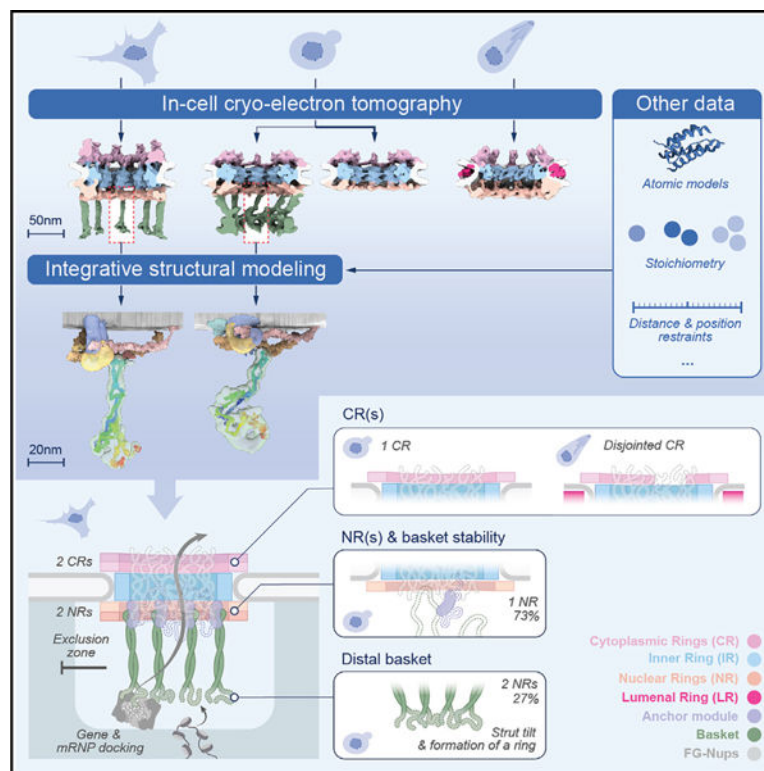 In-cell cryo-electron tomography
Other data
Atomic models
Stoichiometry
Distance & position
restraints
...
50nm
Integrative structural modeling
20nm
CR(s)
1 CR
Disjointed CR
2 CRs
2 NRs
Exclusion
zone
Gene &
mRNP docking
NR(s) & basket stability
1 NR
73%
Distal basket
2 NRs
27%
Strut tilt
& formation of a ring
Cytoplasmic Rings (CR)
Inner Ring (IR)
Nuclear Rings (NR)
Lumenal Ring (LR)
Anchor module
Basket
FG-Nups